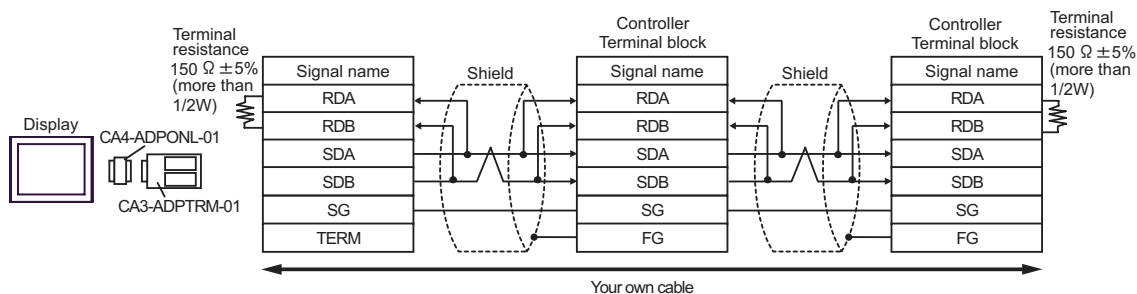 Display
CA4-ADPONL-01
CA3-ADPTRM-01
Terminal
resistance
150 Ω ±5%
(more than
1/2W)
Signal name
RDA
RDB
SDA
SDB
SG
TERM
Shield
Controller
Terminal block
Signal name
RDA
RDB
SDA
SDB
SG
FG
Shield
Controller
Terminal block
Signal name
RDA
RDB
SDA
SDB
SG
FG
Terminal
resistance
150 Ω ±5%
(more than
1/2W)
Your own cable